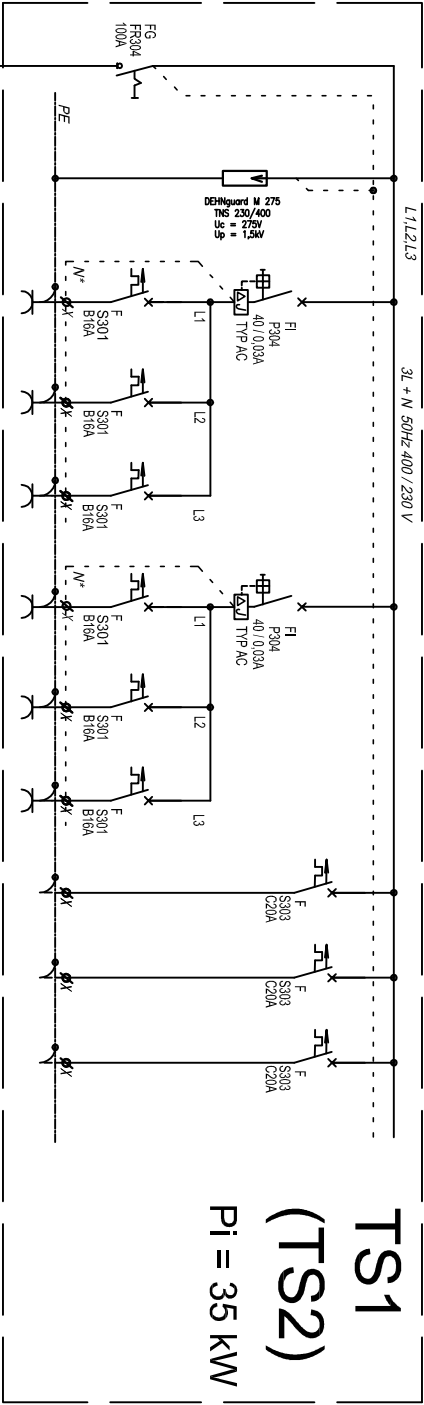 L1,L2,L3
3L + N 50Hz 400 / 230 V
FG
FR304
100A
PE
DEHNguard M 275
TNS 230/400
Uc = 275V
Up = 1,5kV
FI
P304
40 / 0,03A
TYP AC
L1
L2
L3
N*
F
S301
B16A
X
F
S301
B16A
X
F
S301
B16A
X
FI
P304
40 / 0,03A
TYP AC
L1
L2
L3
N*
F
S301
B16A
X
F
S301
B16A
X
F
S301
B16A
X
F
S303
C20A
X
F
S303
C20A
X
F
S303
C20A
X
TS1
(TS2)
Pi = 35 kW